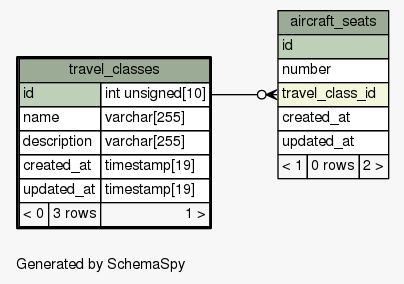 travel_classes
id int unsigned[10]
name varchar[255]
description varchar[255]
created_at timestamp[19]
updated_at timestamp[19]
< 0 3 rows 1 >
aircraft_seats
id
number
travel_class_id
created_at
updated_at
< 1 0 rows 2 >
Generated by SchemaSpy